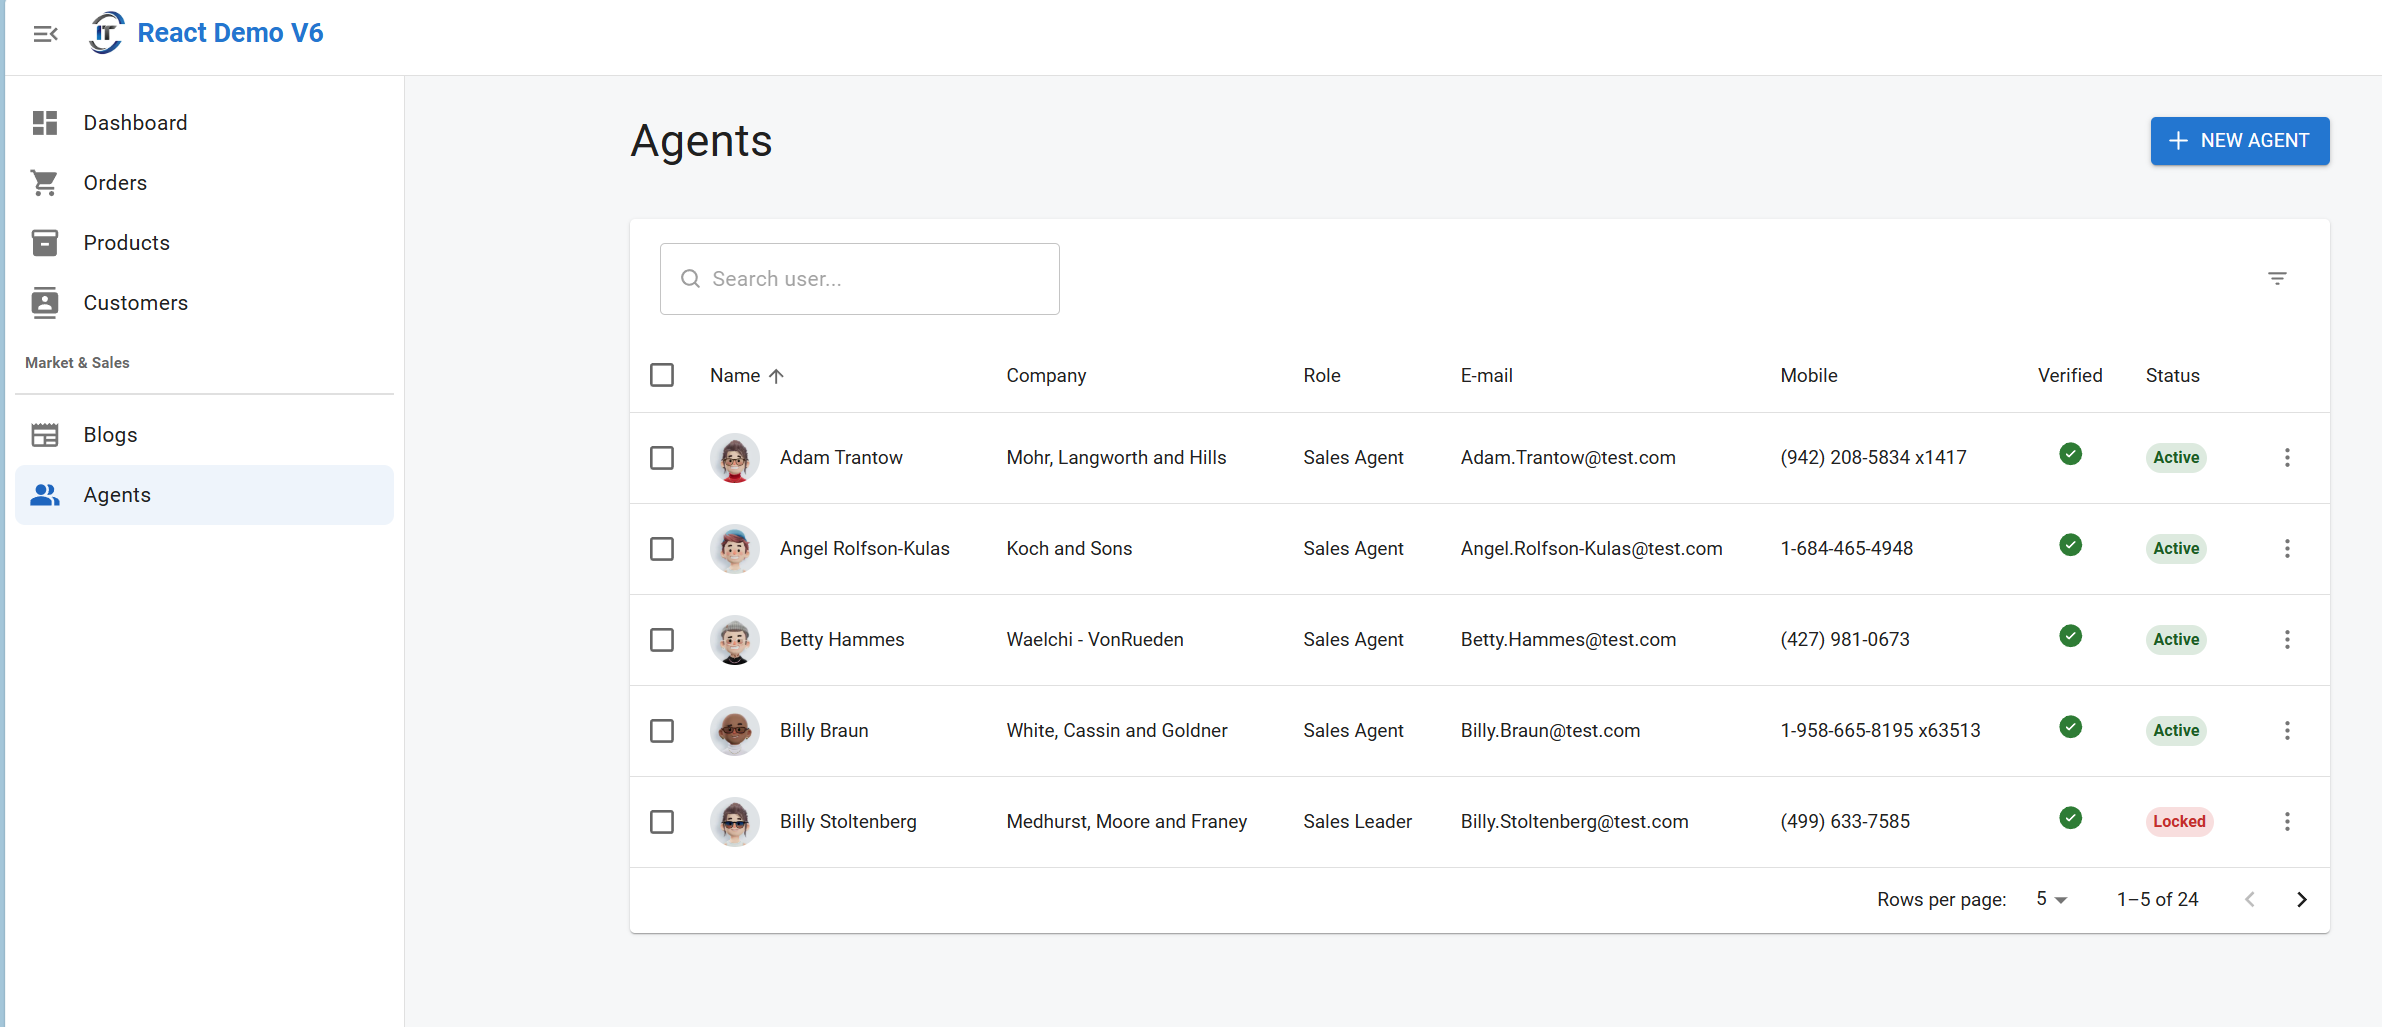 React Demo V6
Dashboard
Orders
Products
Customers
Market & Sales
Blogs
Agents
Agents
NEW AGENT
Search user...
Name Company Role E-mail Mobile Verified Status
Adam Trantow Mohr, Langworth and Hills Sales Agent Adam.Trantow@test.com (942) 208-5834 x1417 Active
Angel Rolfson-Kulas Koch and Sons Sales Agent Angel.Rolfson-Kulas@test.com 1-684-465-4948 Active
Betty Hammes Waelchi - VonRueden Sales Agent Betty.Hammes@test.com (427) 981-0673 Active
Billy Braun White, Cassin and Goldner Sales Agent Billy.Braun@test.com 1-958-665-8195 x63513 Active
Billy Stoltenberg Medhurst, Moore and Franey Sales Leader Billy.Stoltenberg@test.com (499) 633-7585 Locked
Rows per page: 5 1–5 of 24